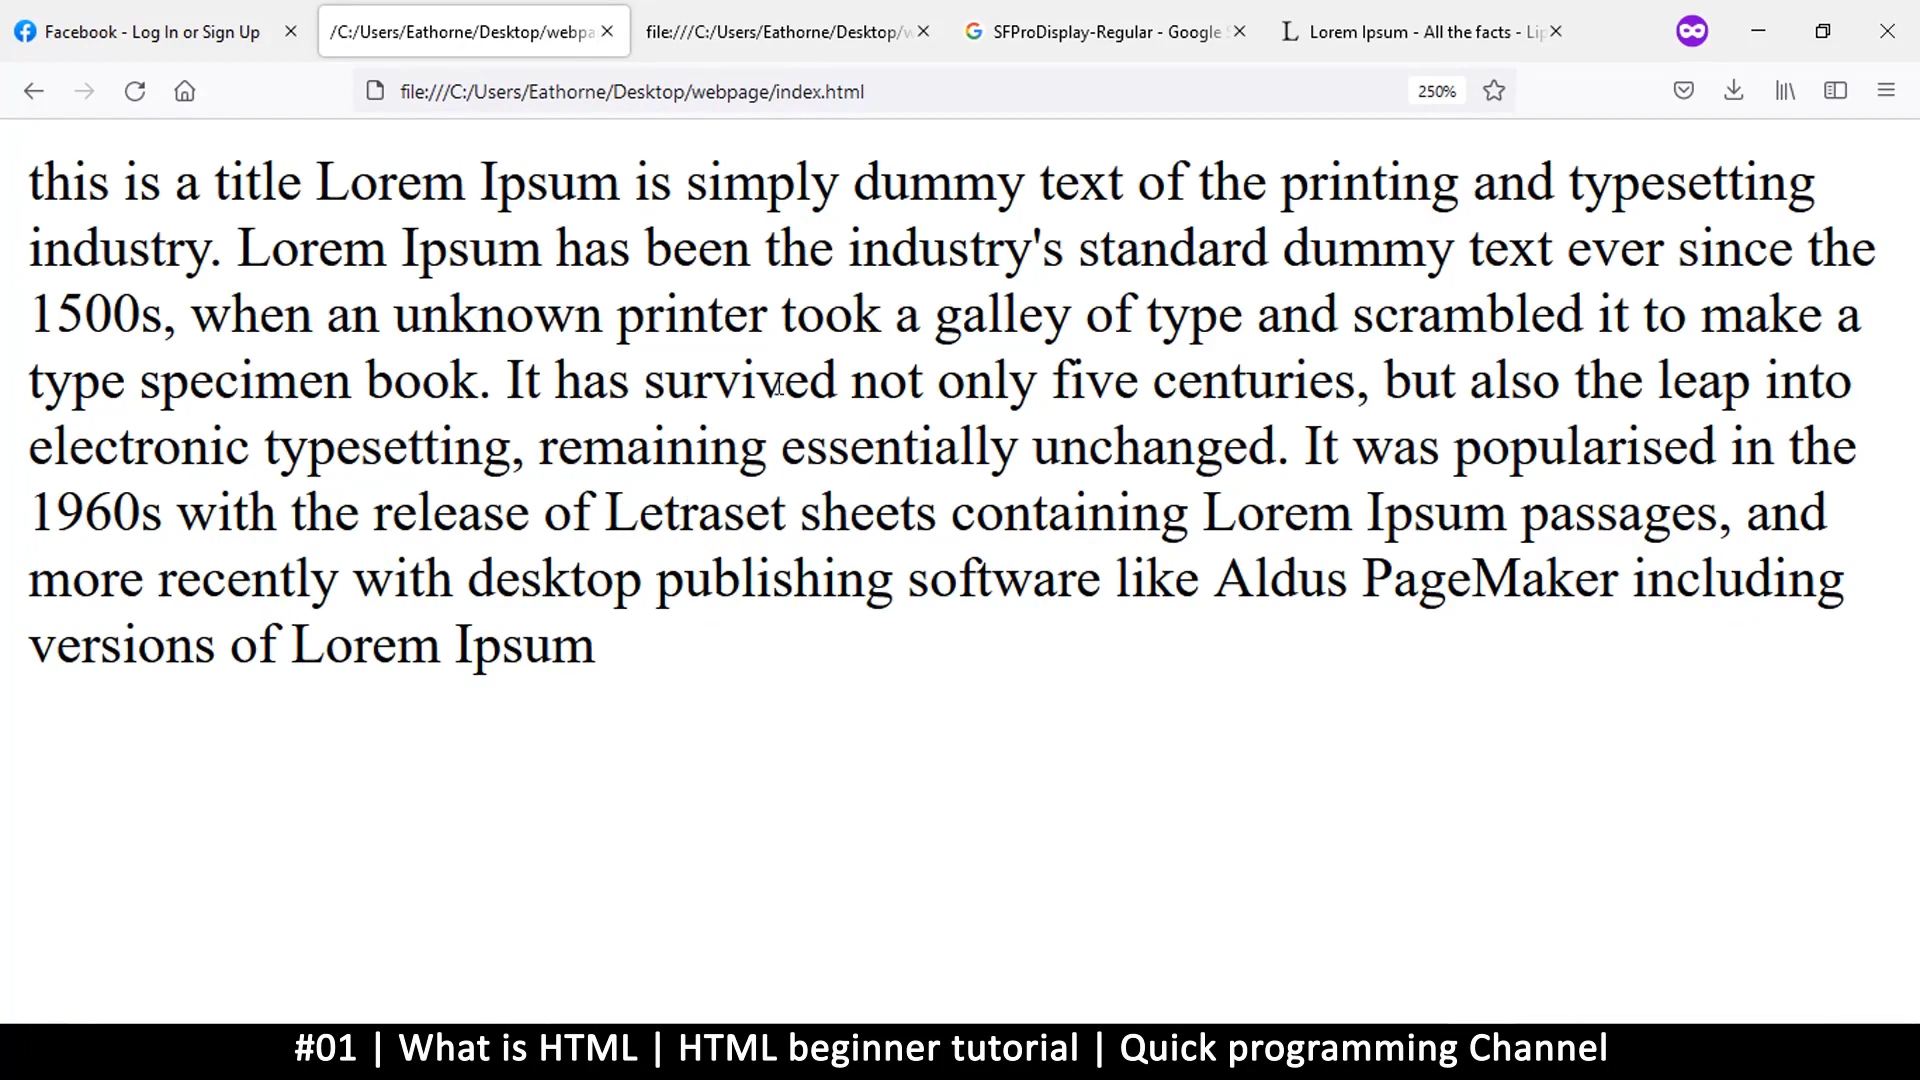 Facebook - Log In or Sign Up
/C:/Users/Eathorne/Desktop/webpa
file:///C:/Users/Eathorne/Desktop/w
SFProDisplay-Regular - Google
Lorem Ipsum - All the facts - Lip
file:///C:/Users/Eathorne/Desktop/webpage/index.html
250%
this is a title Lorem Ipsum is simply dummy text of the printing and typesetting
industry. Lorem Ipsum has been the industry's standard dummy text ever since the
1500s, when an unknown printer took a galley of type and scrambled it to make a
type specimen book. It has survived not only five centuries, but also the leap into
electronic typesetting, remaining essentially unchanged. It was popularised in the
1960s with the release of Letraset sheets containing Lorem Ipsum passages, and
more recently with desktop publishing software like Aldus PageMaker including
versions of Lorem Ipsum
#01 | What is HTML | HTML beginner tutorial | Quick programming Channel